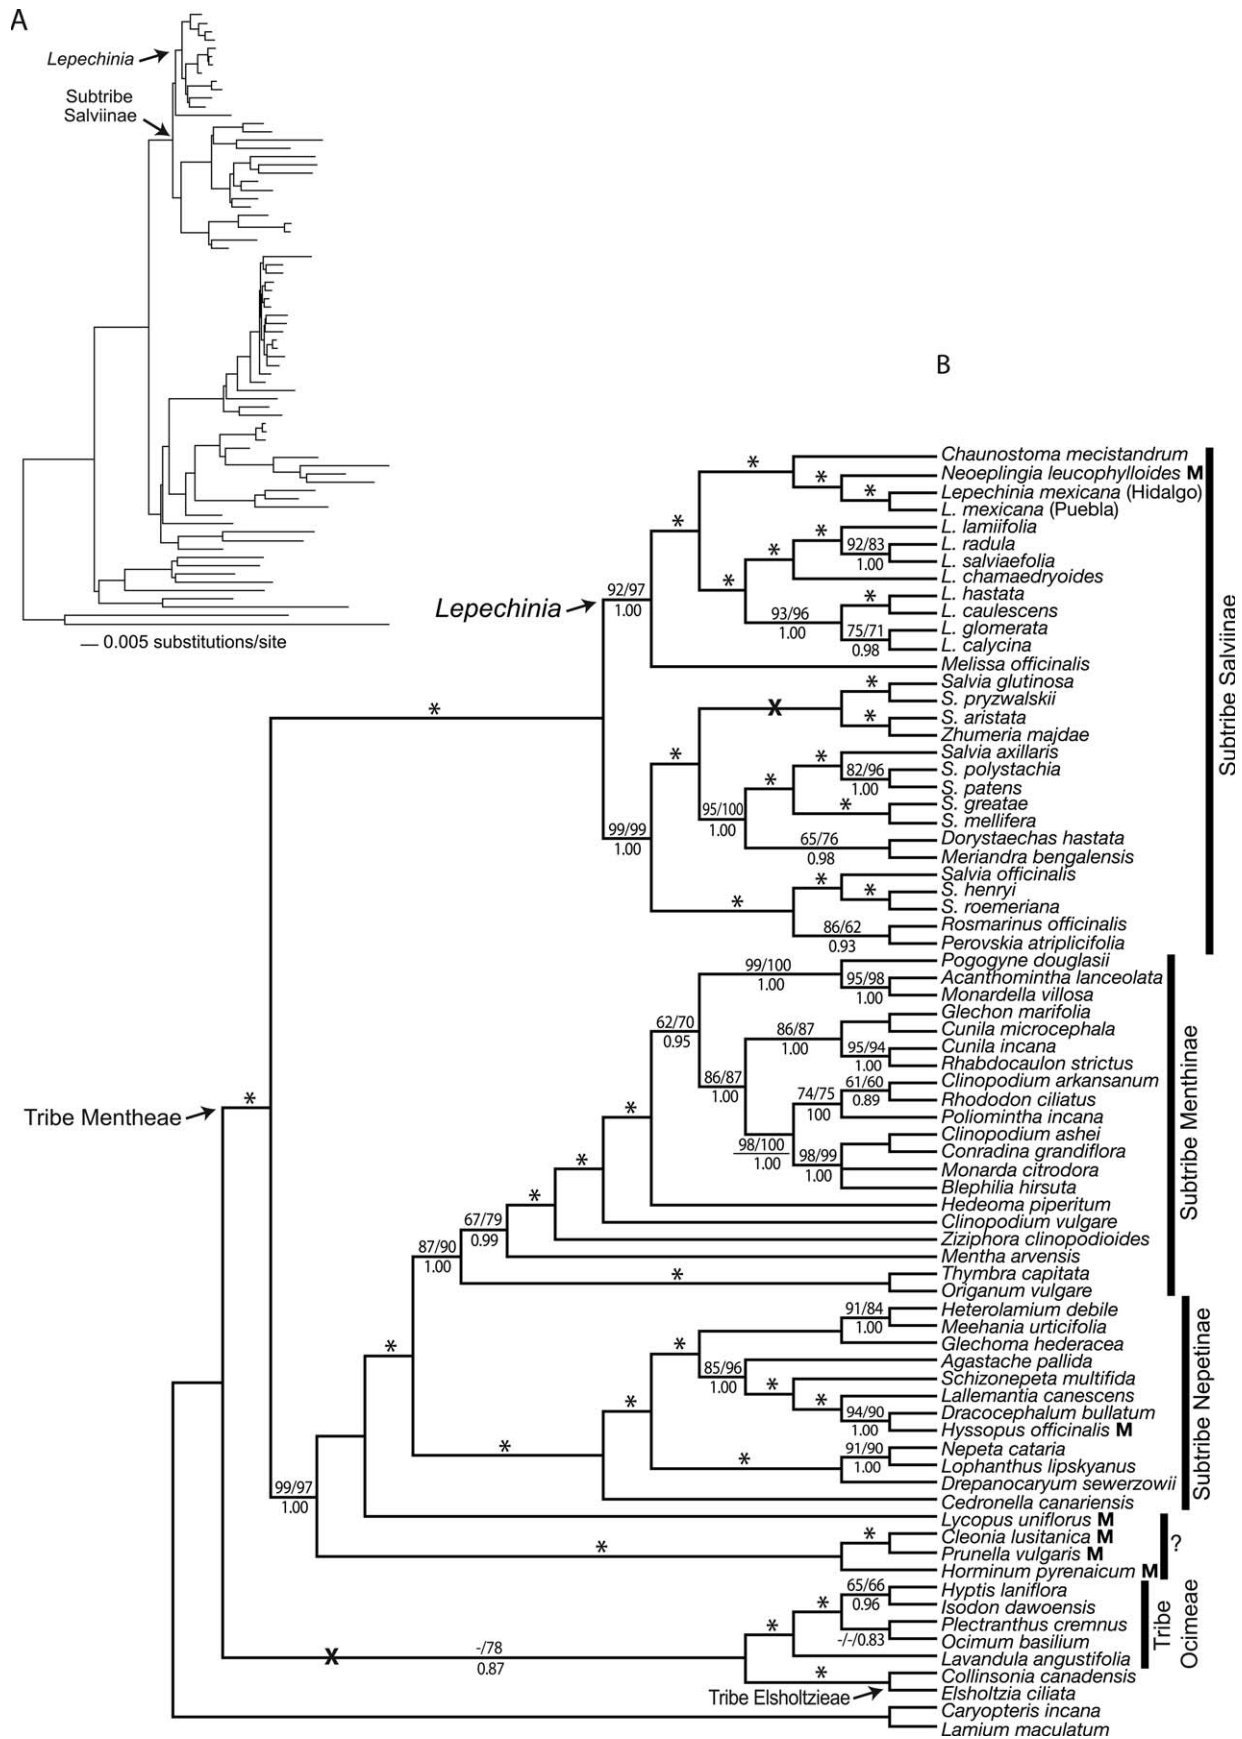 A
Lepechinia
Subtribe
Salviinae
0.005 substitutions/site
B
Chaunostoma mecistandrum
*
Neoeplingia leucophylloides M
*
Lepechinia mexicana (Hidalgo)
*
L. mexicana (Puebla)
*
L. lamiifolia
*
92/83
L. radula
*
1.00
L. salviaefolia
L. chamaedryoides
*
92/97
Lepechinia
1.00
L. hastata
*
93/96
L. caulescens
1.00
75/71
L. glomerata
0.98
L. calycina
Melissa officinalis
Salvia glutinosa
*
S. pryzwalskii
X
*
S. aristata
*
Zhumeria majdae
Salvia axillaris
*
*
82/96
S. polystachia
*
1.00
S. patens
95/100
S. greatae
*
1.00
S. mellifera
99/99
1.00
65/76
Dorystaechas hastata
0.98
Meriandra bengalensis
Salvia officinalis
*
S. henryi
*
*
S. roemeriana
86/62
Rosmarinus officinalis
0.93
Perovskia atriplicifolia
Subtribe Salviinae
99/100
Pogogyne douglasii
1.00
95/98
Acanthomintha lanceolata
1.00
Monardella villosa
62/70
0.95
Glechon marifolia
86/87
Cunila microcephala
1.00
95/94
Cunila incana
1.00
Rhabdocaulon strictus
86/87
1.00
61/60
Clinopodium arkansanum
74/75
0.89
Rhododon ciliatus
100
Poliomintha incana
Tribe Mentheae
*
*
98/100
1.00
Clinopodium ashei
98/99
Conradina grandiflora
1.00
Monarda citrodora
*
Blephilia hirsuta
*
Hedeoma piperitum
67/79
0.99
Clinopodium vulgare
87/90
1.00
Ziziphora clinopodioides
Mentha arvensis
*
Thymbra capitata
Origanum vulgare
Subtribe Menthinae
*
91/84
Heterolamium debile
1.00
Meehania urticifolia
*
Glechoma hederacea
85/96
Agastache pallida
1.00
*
Schizonepeta multifida
*
*
Lallemantia canescens
94/90
Dracocephalum bullatum
1.00
Hyssopus officinalis M
*
*
91/90
Nepeta cataria
1.00
Lophanthus lipskyanus
Drepanocaryum sewerzowii
Cedronella canariensis
Subtribe Nepetinae
99/97
1.00
Lycopus uniflorus M
*
*
Cleonia lusitanica M
Prunella vulgaris M
Horminum pyrenaicum M
?
65/66
Hyptis laniflora
*
0.96
Isodon dawoensis
*
Plectranthus cremnus
-/-/0.83
Ocimum basilium
X
-/78
0.87
Lavandula angustifolia
Tribe
Ocimeae
*
Collinsonia canadensis
Tribe Elsholtzieae
Elsholtzia ciliata
Caryopteris incana
Lamium maculatum